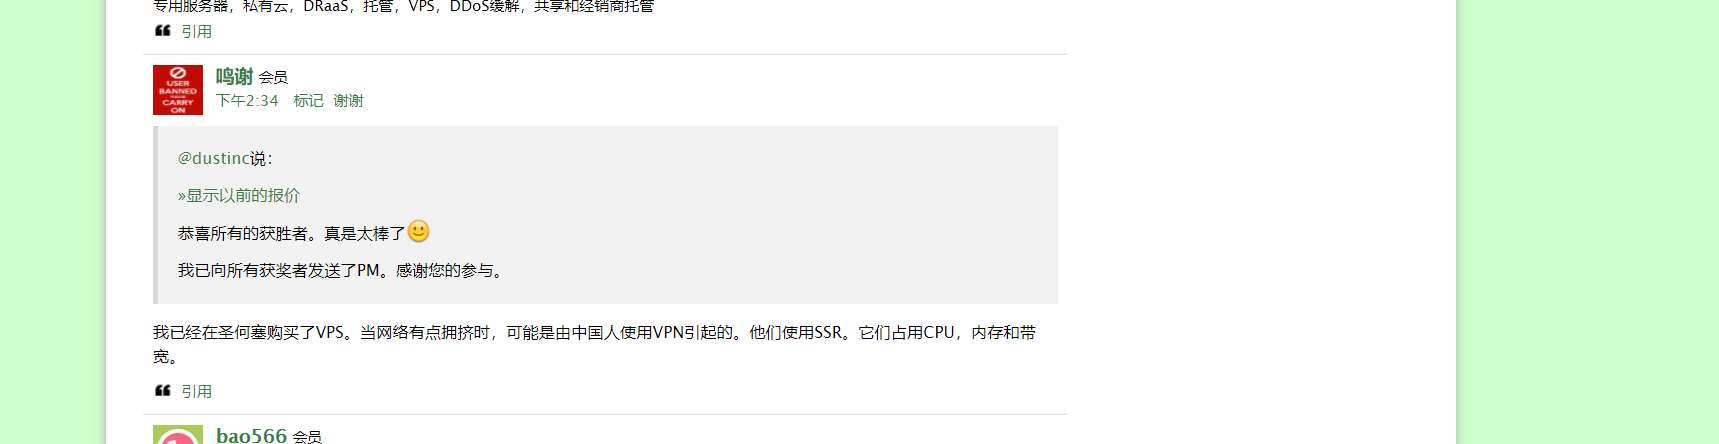 专用服务器，私有云，DRaaS，托管，VPS，DDoS缓解，共享和经销商托管
引用
USER
BANNED
CARRY
ON
鸣谢 会员
下午2:34 标记 谢谢
@dustinc说：
»显示以前的报价
恭喜所有的获胜者。真是太棒了
我已向所有获奖者发送了PM。感谢您的参与。
我已经在圣何塞购买了VPS。当网络有点拥挤时，可能是由中国人使用VPN引起的。他们使用SSR。它们占用CPU，内存和带
宽。
引用
bao566 会员